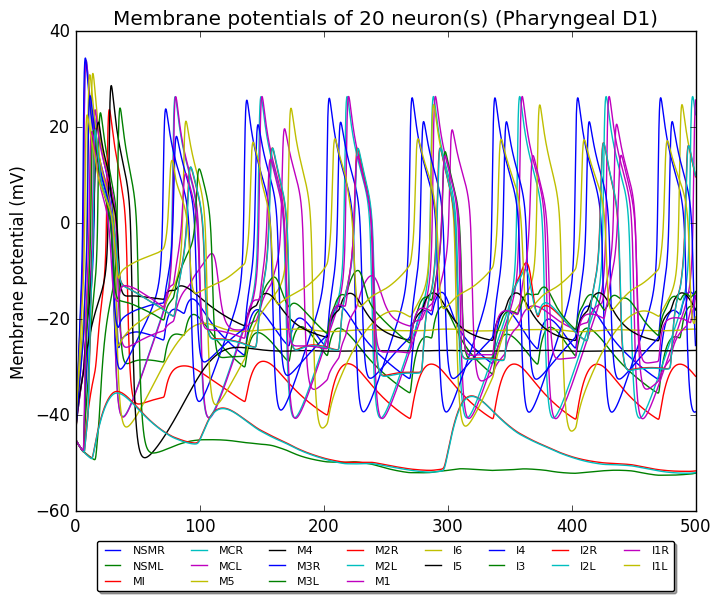 Membrane potentials of 20 neuron(s) (Pharyngeal D1)
40
20
0
−20
−40
−60
Membrane potential (mV)
0 100 200 300 400 500
NSMR MCR M4 M2R I6 I4 I2R I1R
NSML MCL M3R M2L I5 I3 I2L I1L
MI M5 M3L M1